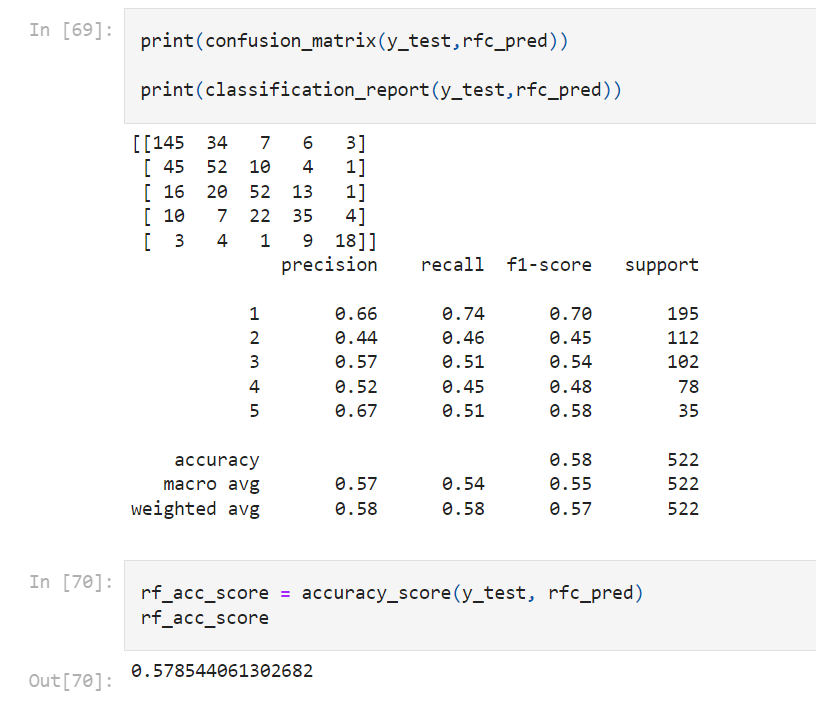 In [69]:
print(confusion_matrix(y_test,rfc_pred))
print(classification_report(y_test,rfc_pred))
[[145  34   7   6   3]
 [ 45  52  10   4   1]
 [ 16  20  52  13   1]
 [ 10   7  22  35   4]
 [  3   4   1   9  18]]
              precision    recall  f1-score   support
           1       0.66      0.74      0.70       195
           2       0.44      0.46      0.45       112
           3       0.57      0.51      0.54       102
           4       0.52      0.45      0.48        78
           5       0.67      0.51      0.58        35
    accuracy                           0.58       522
   macro avg       0.57      0.54      0.55       522
weighted avg       0.58      0.58      0.57       522
In [70]:
rf_acc_score = accuracy_score(y_test, rfc_pred)
rf_acc_score
Out[70]: 0.578544061302682